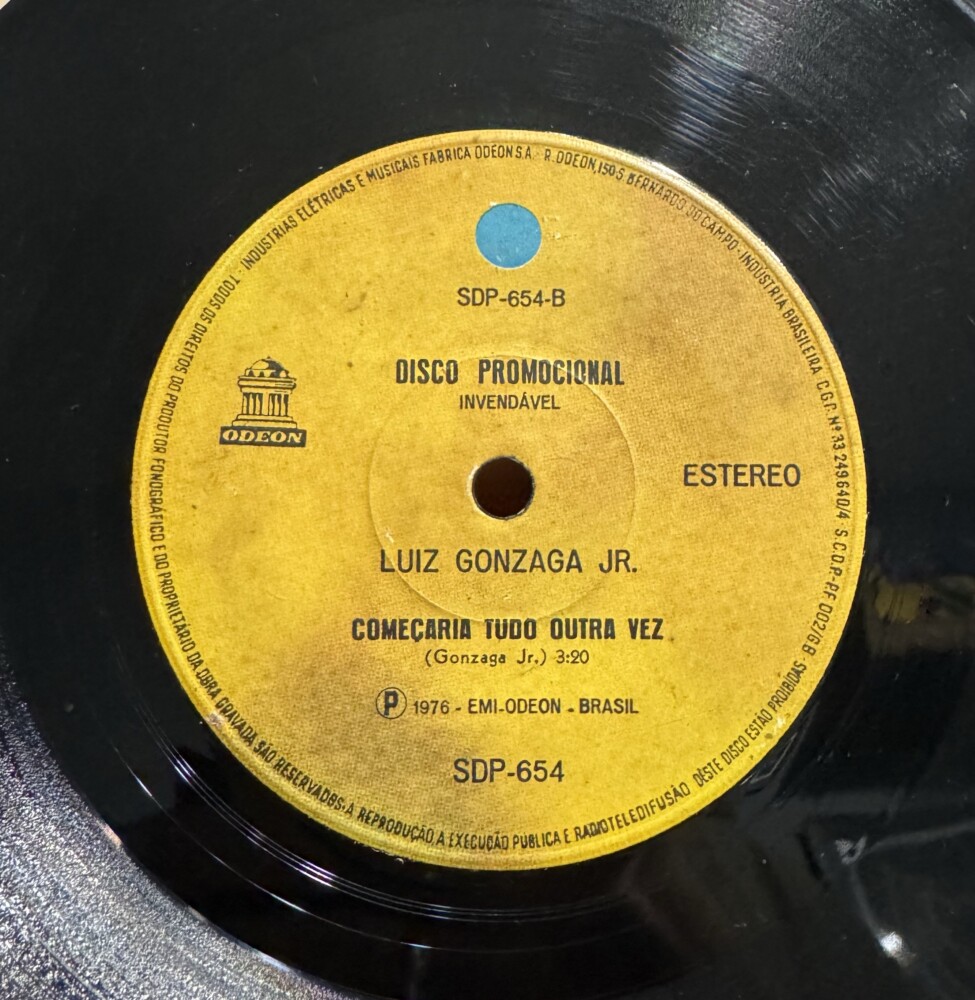 INDUSTRIAS ELÉTRICAS E MUSICAIS FABRICA ODEON S.A. - R. ODEON, 150 S. BERNARDO DO CAMPO - INDUSTRIA BRASILEIRA C.G.C. Nº 33 249 640/4 S.C.D.P.-PF 002/GB -
TODOS OS DIREITOS DO PRODUTOR FONOGRÁFICO E DO PROPRIETÁRIO DA OBRA GRAVADA SÃO RESERVADOS. A REPRODUÇÃO, A EXECUÇÃO PÚBLICA E RADIOTELEDIFUSÃO DÊSTE DISCO ESTÃO PROIBIDAS
SDP-654-B
DISCO PROMOCIONAL
INVENDÁVEL
ODEON
ESTEREO
LUIZ GONZAGA JR.
COMEÇARIA TUDO OUTRA VEZ
(Gonzaga Jr.) 3:20
Ⓟ 1976 - EMI-ODEON - BRASIL
SDP-654